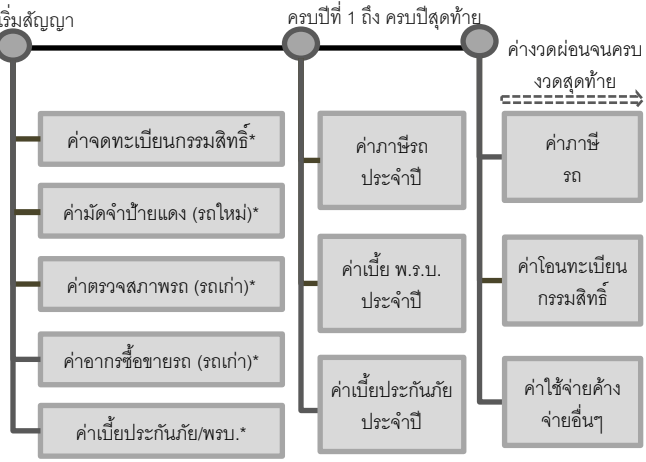 เริ่มสัญญา
ครบปีที่ 1 ถึง ครบปีสุดท้าย
ค่างวดผ่อนจนครบ
งวดสุดท้าย
ค่าจดทะเบียนกรรมสิทธิ์*
ค่ามัดจำป้ายแดง (รถใหม่)*
ค่าตรวจสภาพรถ (รถเก่า)*
ค่าอากรซื้อขายรถ (รถเก่า)*
ค่าเบี้ยประกันภัย/พรบ.*
ค่าภาษีรถ
ประจำปี
ค่าเบี้ย พ.ร.บ.
ประจำปี
ค่าเบี้ยประกันภัย
ประจำปี
ค่าภาษี
รถ
ค่าโอนทะเบียน
กรรมสิทธิ์
ค่าใช้จ่ายค้าง
จ่ายอื่นๆ